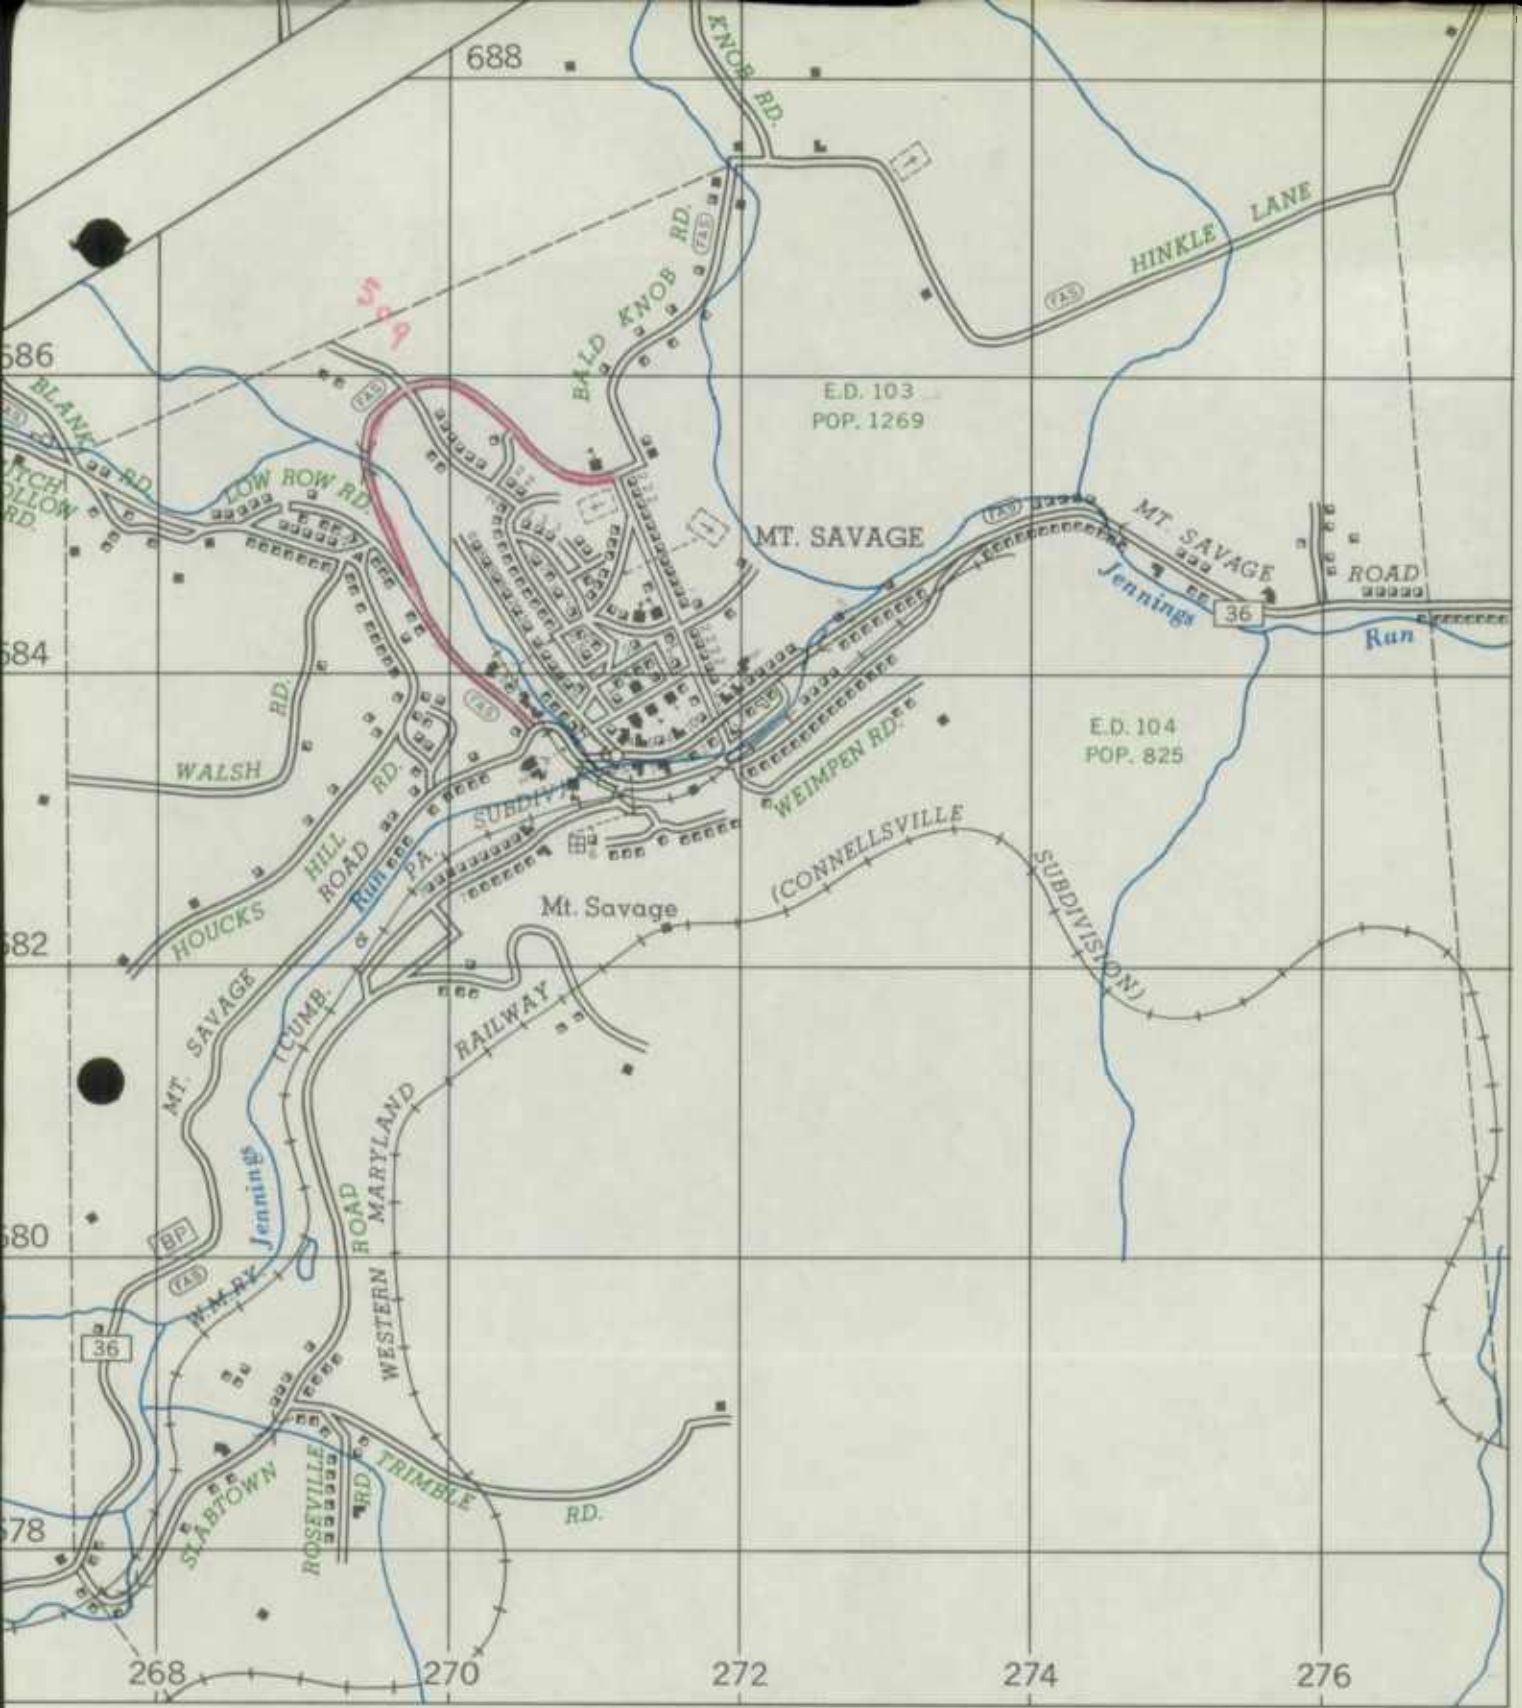 688
KNOB RD.
HINKLE LANE
FAS
BALD KNOB RD.
FAS
509
686
FAS
BLANK RD.
FAS
E.D. 103
POP. 1269
LOW ROW RD.
RD.
MT. SAVAGE
FAS
MT. SAVAGE ROAD
Jennings Run
36
684
FAS
WALSH RD.
E.D. 104
POP. 825
WEIMPEN RD.
HOUCKS HILL RD.
Mt. Savage
(CONNELLSVILLE SUBDIVISION)
682
MT. SAVAGE ROAD
Jennings Run
(CUMB. & PA.
WESTERN MARYLAND RAILWAY
680
BP
FAS
W.M.RY.
36
SLABTOWN ROAD
ROSEVILLE RD
TRIMBLE RD.
678
268
270
272
274
276